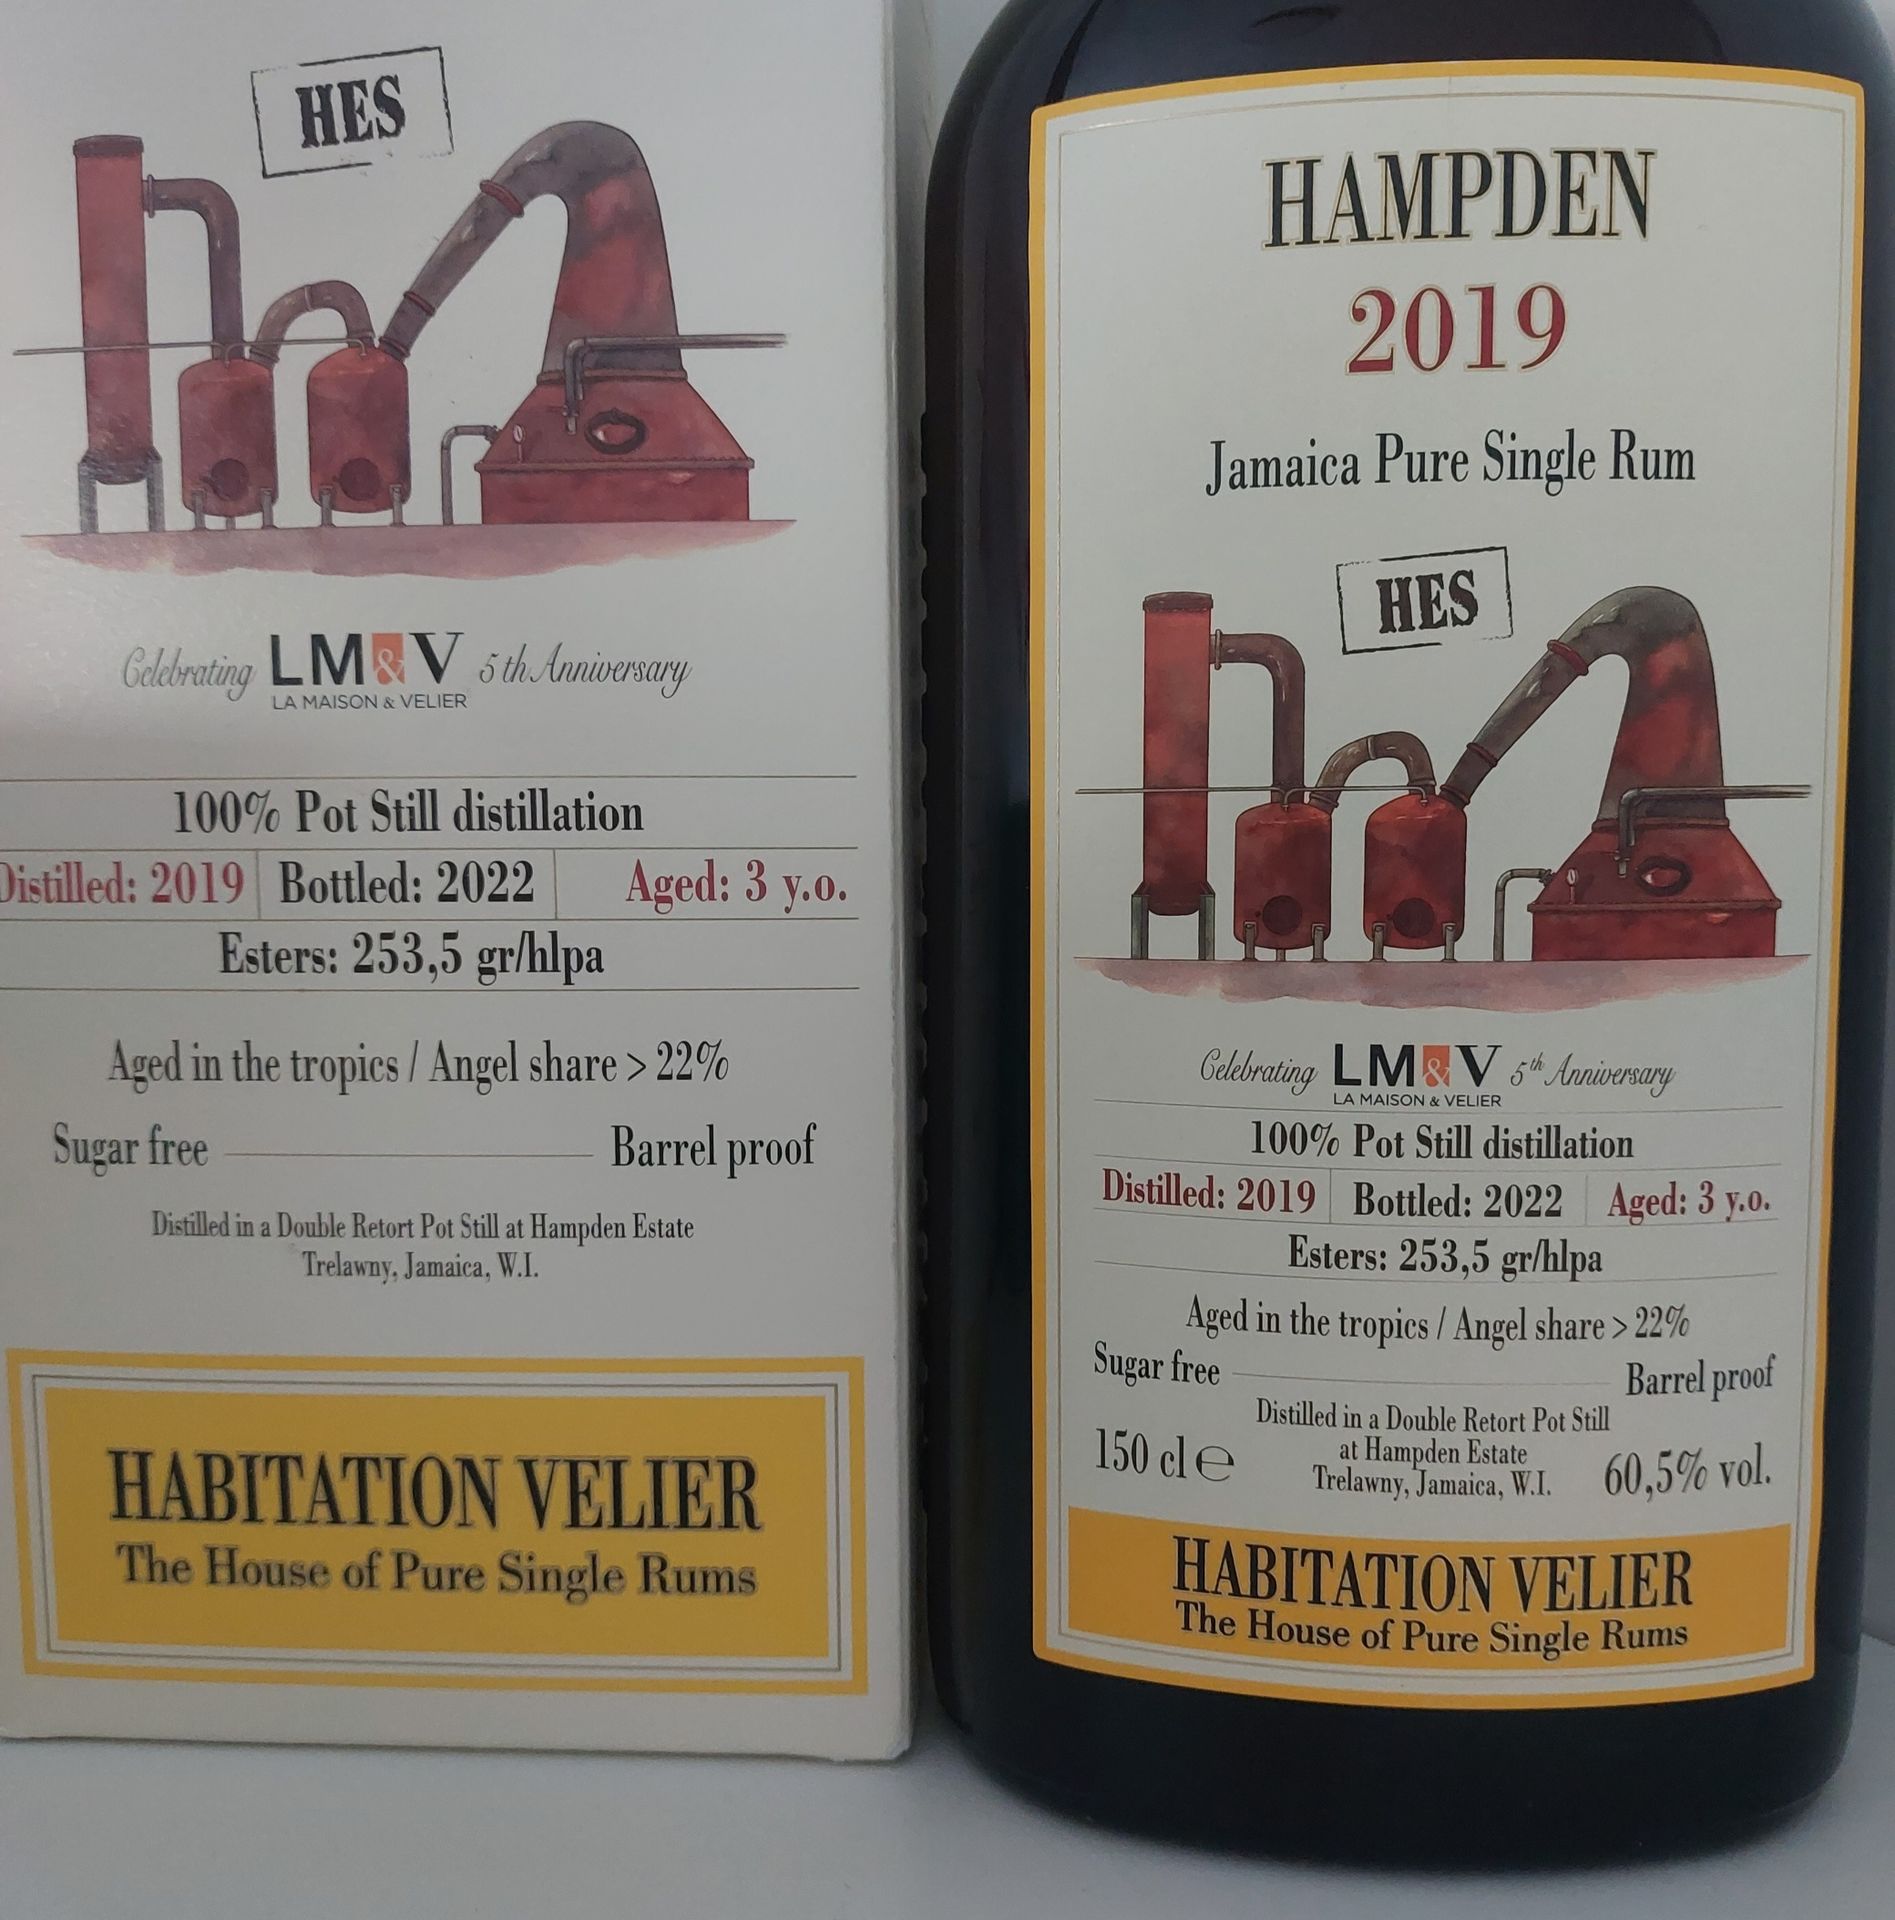 HES
Celebrating LM&V 5th Anniversary
LA MAISON & VELIER
100% Pot Still distillation
Distilled: 2019 Bottled: 2022 Aged: 3 y.o.
Esters: 253,5 gr/hlpa
Aged in the tropics / Angel share > 22%
Sugar free Barrel proof
Distilled in a Double Retort Pot Still at Hampden Estate
Trelawny, Jamaica, W.I.
HABITATION VELIER
The House of Pure Single Rums
HAMPDEN
2019
Jamaica Pure Single Rum
HES
Celebrating LM&V 5th Anniversary
LA MAISON & VELIER
100% Pot Still distillation
Distilled: 2019 Bottled: 2022 Aged: 3 y.o.
Esters: 253,5 gr/hlpa
Aged in the tropics / Angel share > 22%
Sugar free Barrel proof
Distilled in a Double Retort Pot Still
at Hampden Estate
Trelawny, Jamaica, W.I.
150 cl ℮ 60,5% vol.
HABITATION VELIER
The House of Pure Single Rums